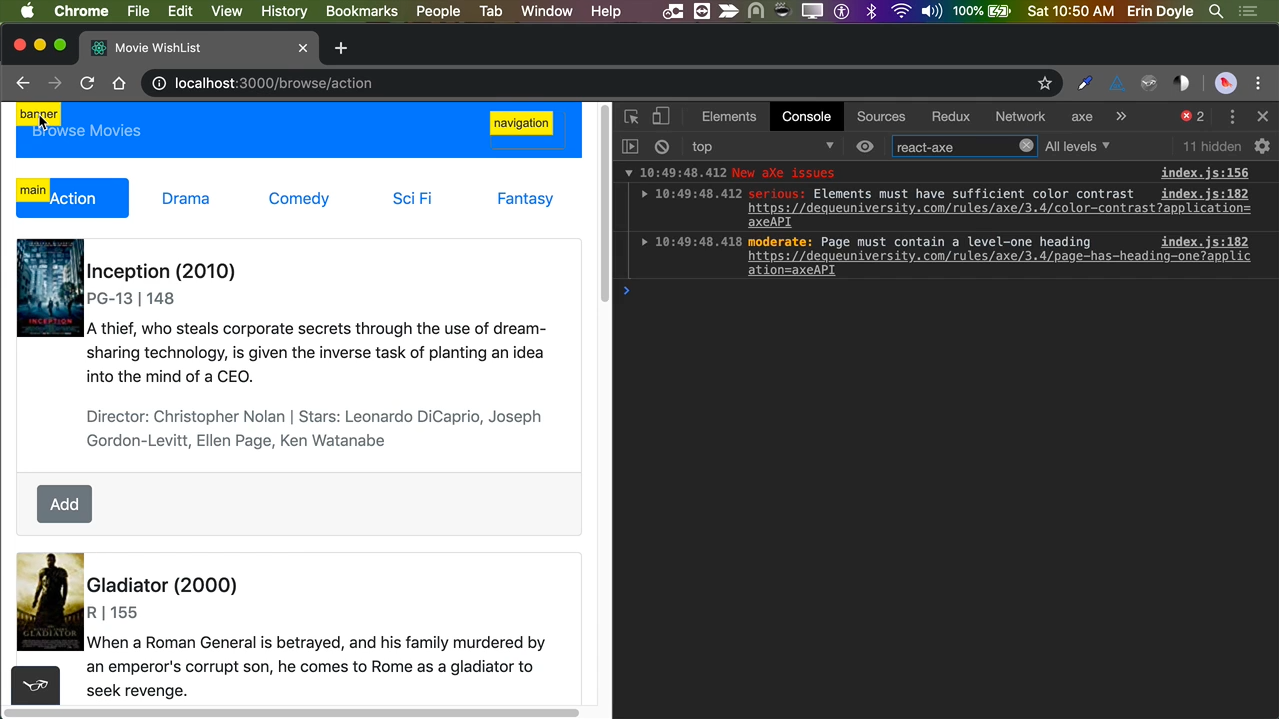 Chrome File Edit View History Bookmarks People Tab Window Help 100% Sat 10:50 AM Erin Doyle
Movie WishList
localhost:3000/browse/action
banner
Browse Movies
navigation
main
Action Drama Comedy Sci Fi Fantasy
INCEPTION
Inception (2010)
PG-13 | 148
A thief, who steals corporate secrets through the use of dream-
sharing technology, is given the inverse task of planting an idea
into the mind of a CEO.
Director: Christopher Nolan | Stars: Leonardo DiCaprio, Joseph
Gordon-Levitt, Ellen Page, Ken Watanabe
Add
GLADIATOR
Gladiator (2000)
R | 155
When a Roman General is betrayed, and his family murdered by
an emperor's corrupt son, he comes to Rome as a gladiator to
seek revenge.
Elements Console Sources Redux Network axe » 2
top react-axe All levels 11 hidden
10:49:48.412 New aXe issues index.js:156
10:49:48.412 serious: Elements must have sufficient color contrast index.js:182
https://dequeuniversity.com/rules/axe/3.4/color-contrast?application=
axeAPI
10:49:48.418 moderate: Page must contain a level-one heading index.js:182
https://dequeuniversity.com/rules/axe/3.4/page-has-heading-one?applic
ation=axeAPI